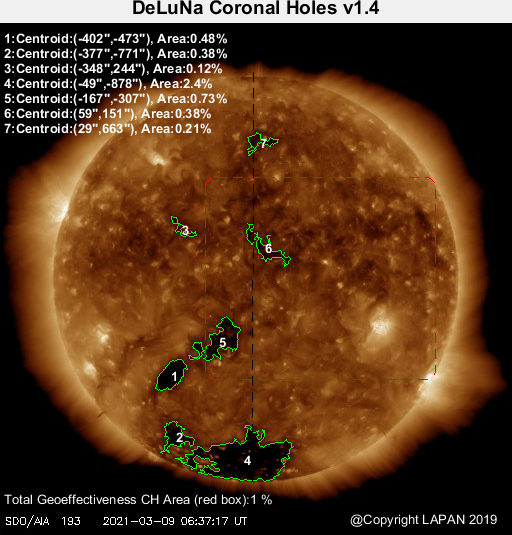 DeLuNa Coronal Holes v1.4
1:Centroid:(-402",-473"), Area:0.48%
2:Centroid:(-377",-771"), Area:0.38%
3:Centroid:(-348",244"), Area:0.12%
4:Centroid:(-49",-878"), Area:2.4%
5:Centroid:(-167",-307"), Area:0.73%
6:Centroid:(59",151"), Area:0.38%
7:Centroid:(29",663"), Area:0.21%
7
3
6
5
1
2
4
Total Geoeffectiveness CH Area (red box):1 %
SDO/AIA 193 2021-03-09 06:37:17 UT
@Copyright LAPAN 2019